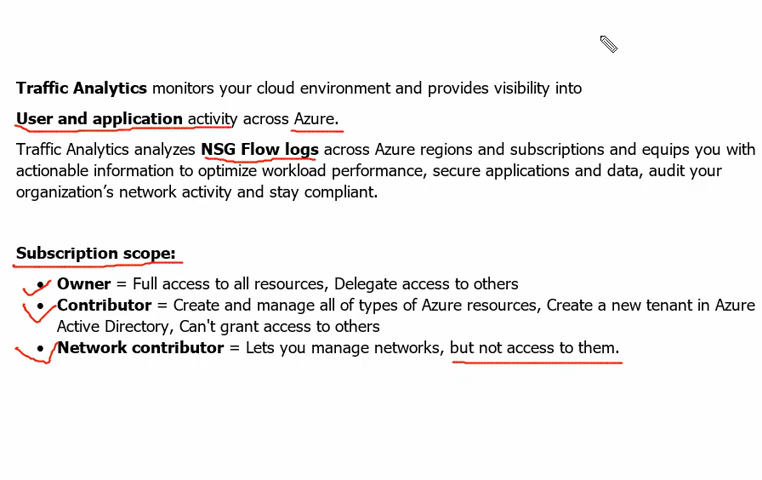 Traffic Analytics monitors your cloud environment and provides visibility into
User and application activity across Azure.
Traffic Analytics analyzes NSG Flow logs across Azure regions and subscriptions and equips you with
actionable information to optimize workload performance, secure applications and data, audit your
organization’s network activity and stay compliant.
Subscription scope:
• Owner = Full access to all resources, Delegate access to others
• Contributor = Create and manage all of types of Azure resources, Create a new tenant in Azure
Active Directory, Can't grant access to others
• Network contributor = Lets you manage networks, but not access to them.